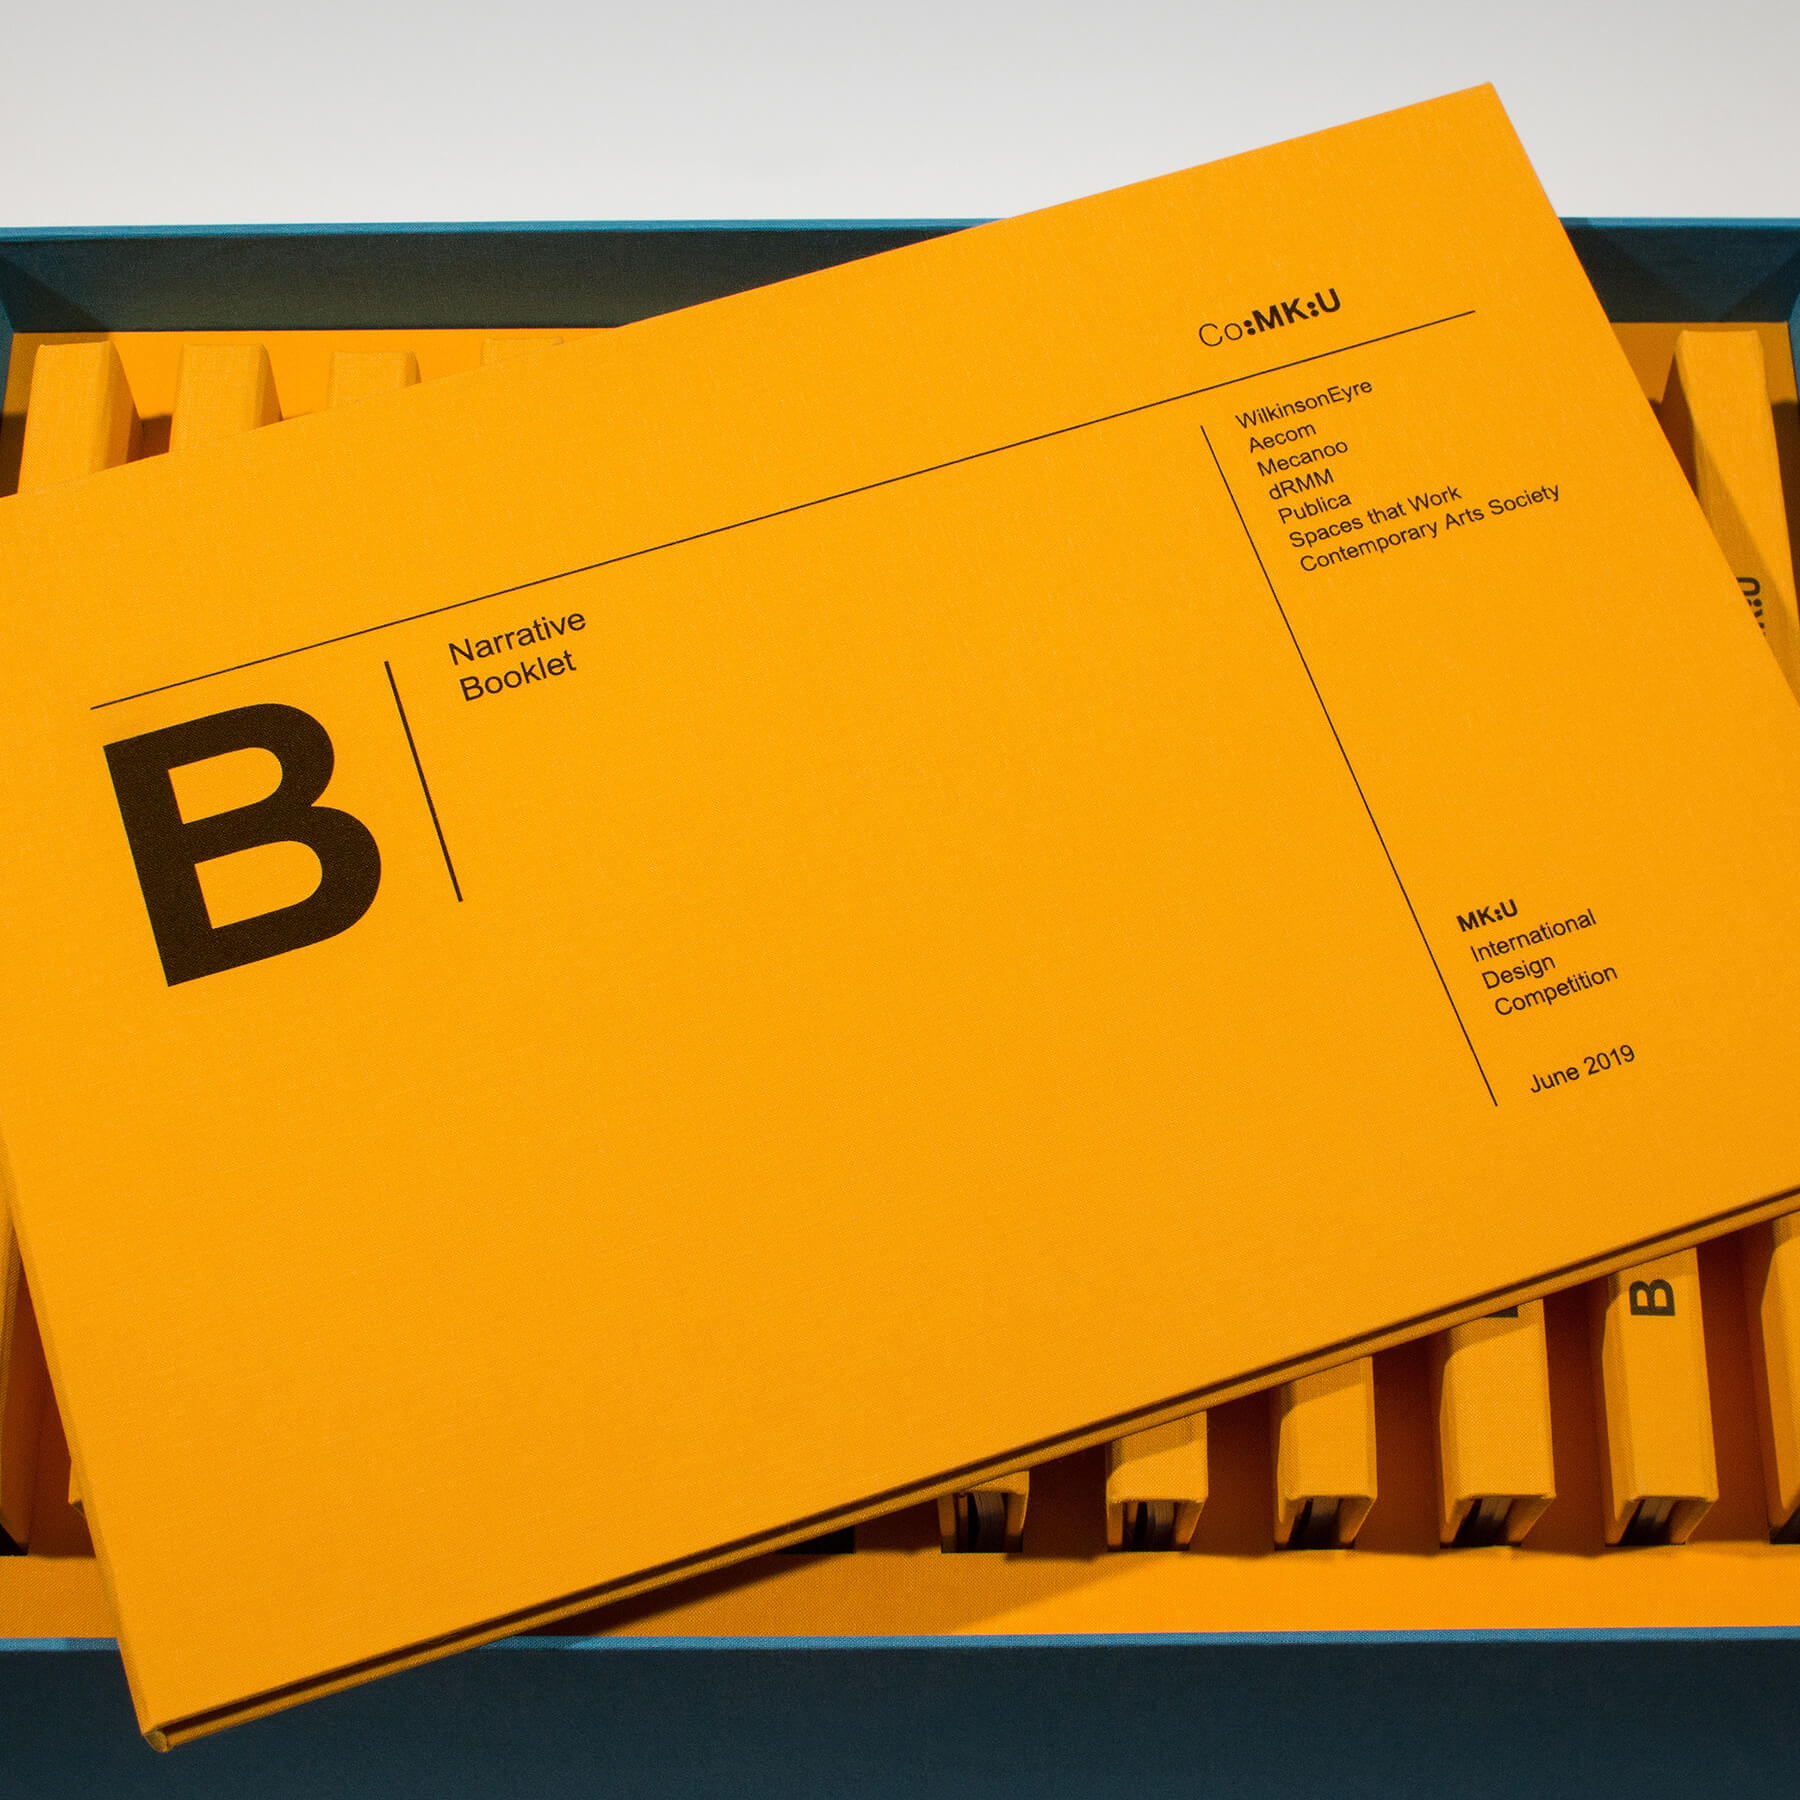 Co:MK:U
WilkinsonEyre
Aecom
Mecanoo
dRMM
Publica
Spaces that Work
Contemporary Arts Society
B
Narrative
Booklet
MK:U
International
Design
Competition
June 2019
B